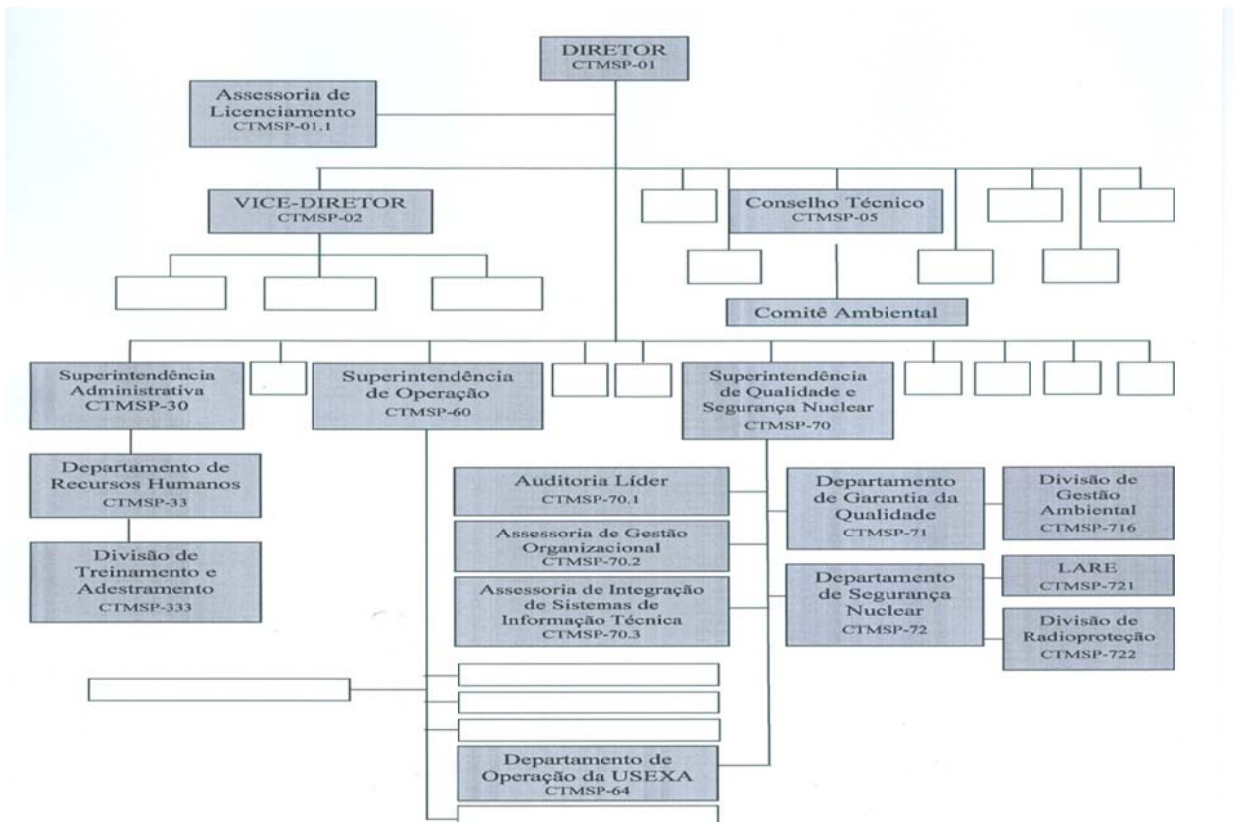 DIRETOR
CTMSP-01
Assessoria de
Licenciamento
CTMSP-01.1
VICE-DIRETOR
CTMSP-02
Conselho Técnico
CTMSP-05
Comitê Ambiental
Superintendência
Administrativa
CTMSP-30
Superintendência
de Operação
CTMSP-60
Superintendência
de Qualidade e
Segurança Nuclear
CTMSP-70
Departamento de
Recursos Humanos
CTMSP-33
Divisão de
Treinamento e
Adestramento
CTMSP-333
Auditoria Líder
CTMSP-70.1
Assessoria de Gestão
Organizacional
CTMSP-70.2
Assessoria de Integração
de Sistemas de
Informação Técnica
CTMSP-70.3
Departamento
de Garantia da
Qualidade
CTMSP-71
Divisão de
Gestão
Ambiental
CTMSP-716
Departamento
de Segurança
Nuclear
CTMSP-72
LARE
CTMSP-721
Divisão de
Radioproteção
CTMSP-722
Departamento de
Operação da USEXA
CTMSP-64